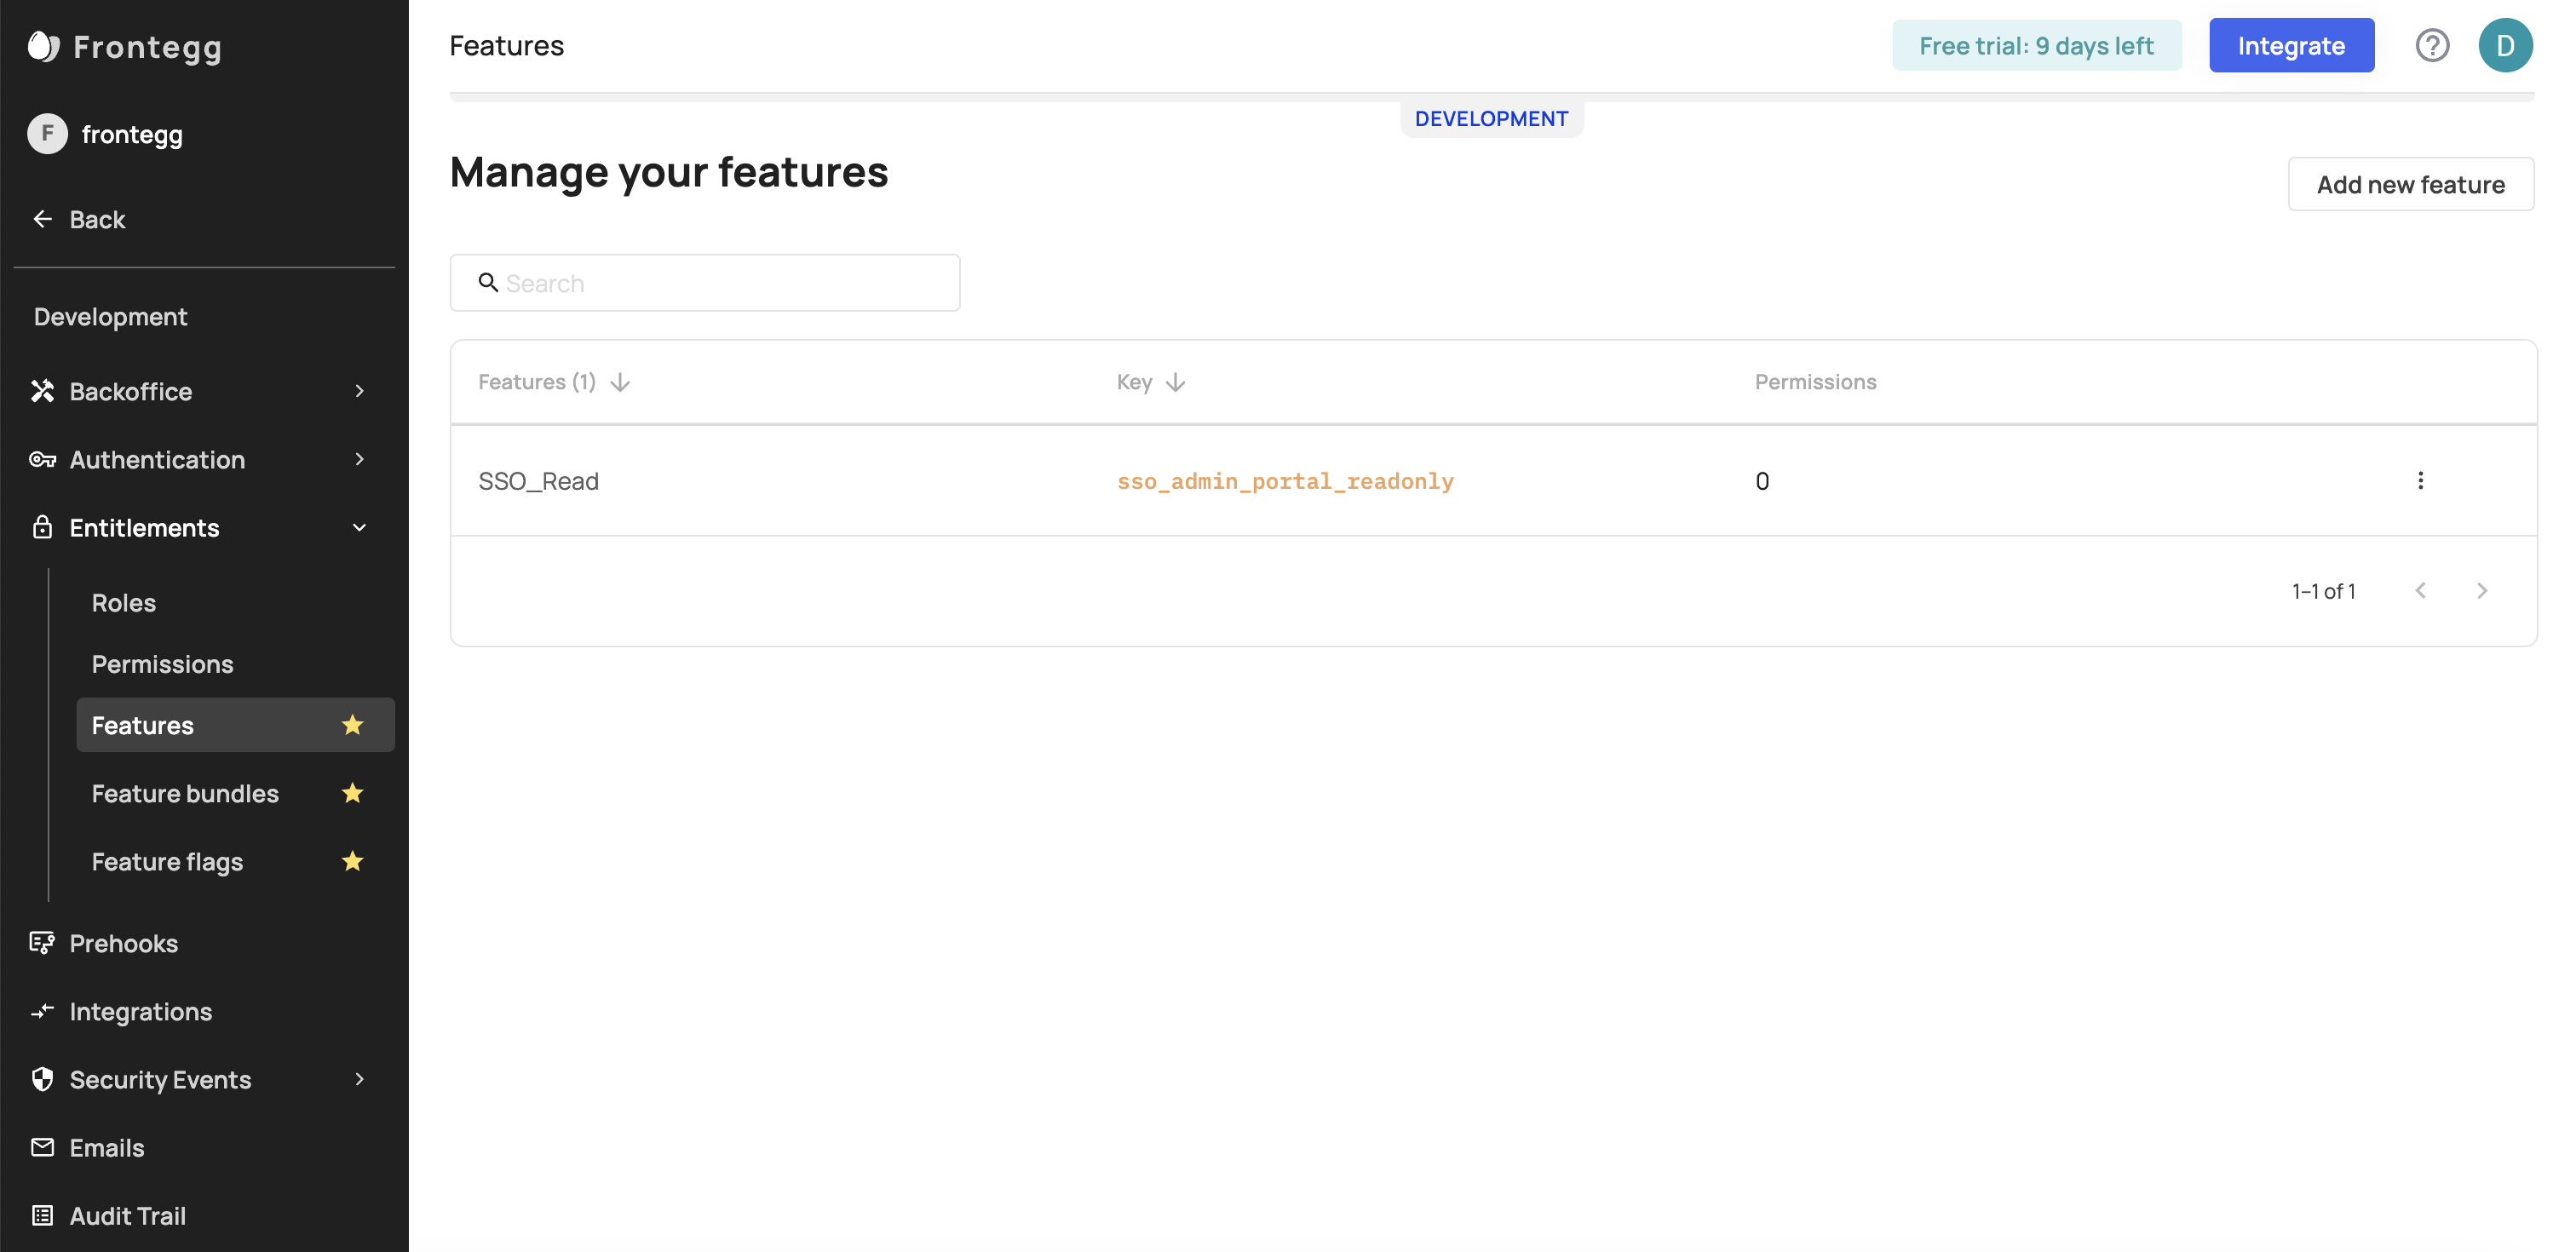 Frontegg
F frontegg
Back
Development
Backoffice
Authentication
Entitlements
Roles
Permissions
Features
Feature bundles
Feature flags
Prehooks
Integrations
Security Events
Emails
Audit Trail
Features
Free trial: 9 days left
Integrate
D
DEVELOPMENT
Manage your features
Add new feature
Search
Features (1) Key Permissions
SSO_Read sso_admin_portal_readonly 0
1–1 of 1